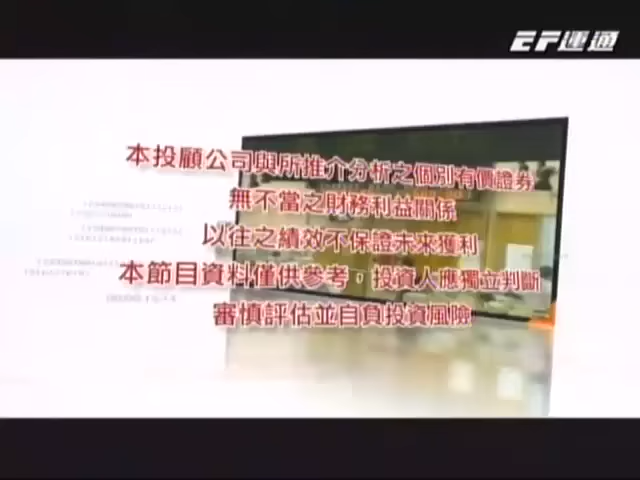 EF運通
本投顧公司與所推介分析之個別有價證券
無不當之財務利益關係
以往之績效不保證未來獲利
本節目資料僅供參考，投資人應獨立判斷
審慎評估並自負投資風險